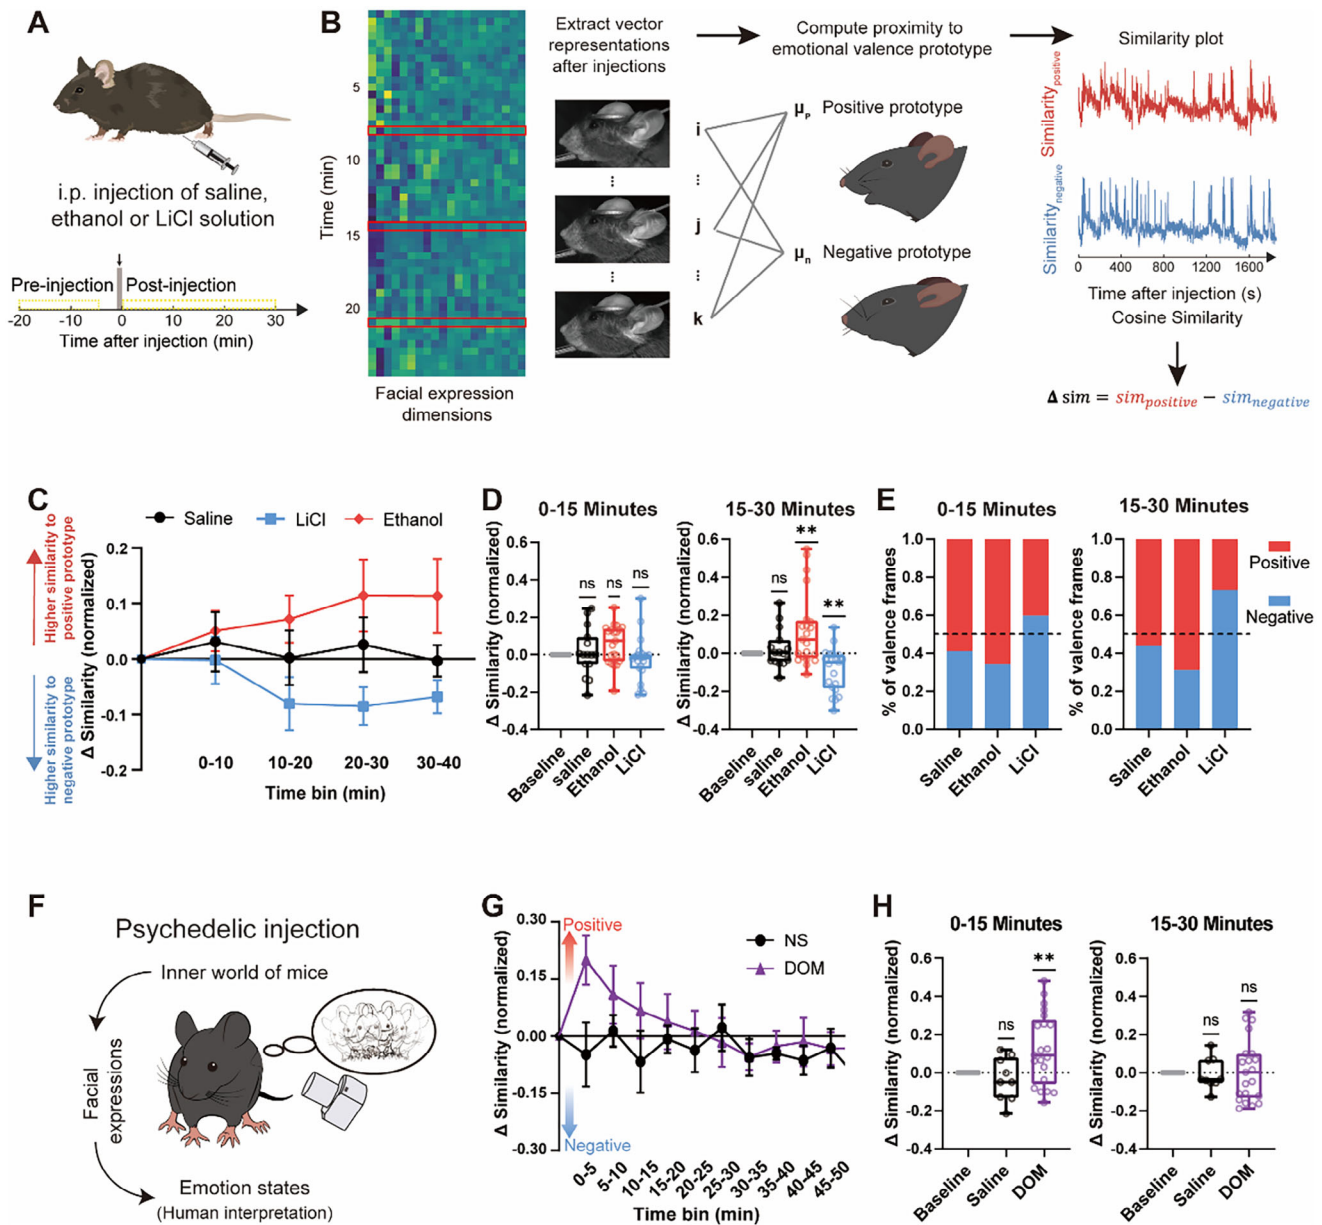 A
i.p. injection of saline,
ethanol or LiCl solution
Pre-injection
Post-injection
-20 -10 0 10 20 30
Time after injection (min)
B
Time (min)
5
10
15
20
Facial expression
dimensions
Extract vector
representations
after injections
i
j
k
Compute proximity to
emotional valence prototype
μP
Positive prototype
μn
Negative prototype
Similarity plot
Similaritypositive
Similaritynegative
0 400 800 1200 1600
Time after injection (s)
Cosine Similarity
Δ sim = simpositive − simnegative
C
Saline
LiCl
Ethanol
Higher similarity to
positive prototype
Higher similarity to
negative prototype
Δ Similarity (normalized)
0.2
0.1
0.0
-0.1
-0.2
0-10 10-20 20-30 30-40
Time bin (min)
D
0-15 Minutes
Δ Similarity (normalized)
0.6
0.4
0.2
0.0
-0.2
-0.4
ns ns ns
Baseline
saline
Ethanol
LiCl
15-30 Minutes
Δ Similarity (normalized)
0.6
0.4
0.2
0.0
-0.2
-0.4
ns ** **
Baseline
saline
Ethanol
LiCl
E
0-15 Minutes
% of valence frames
1.0
0.8
0.6
0.4
0.2
0.0
Saline
Ethanol
LiCl
15-30 Minutes
% of valence frames
1.0
0.8
0.6
0.4
0.2
0.0
Saline
Ethanol
LiCl
Positive
Negative
F
Psychedelic injection
Inner world of mice
Facial
expressions
Emotion states
(Human interpretation)
G
Δ Similarity (normalized)
0.30
0.15
0.00
-0.15
-0.30
Positive
Negative
NS
DOM
0-5
5-10
10-15
15-20
20-25
25-30
30-35
35-40
40-45
45-50
Time bin (min)
H
0-15 Minutes
Δ Similarity (normalized)
0.6
0.4
0.2
0.0
-0.2
-0.4
ns **
Baseline
Saline
DOM
15-30 Minutes
Δ Similarity (normalized)
0.6
0.4
0.2
0.0
-0.2
-0.4
ns ns
Baseline
Saline
DOM